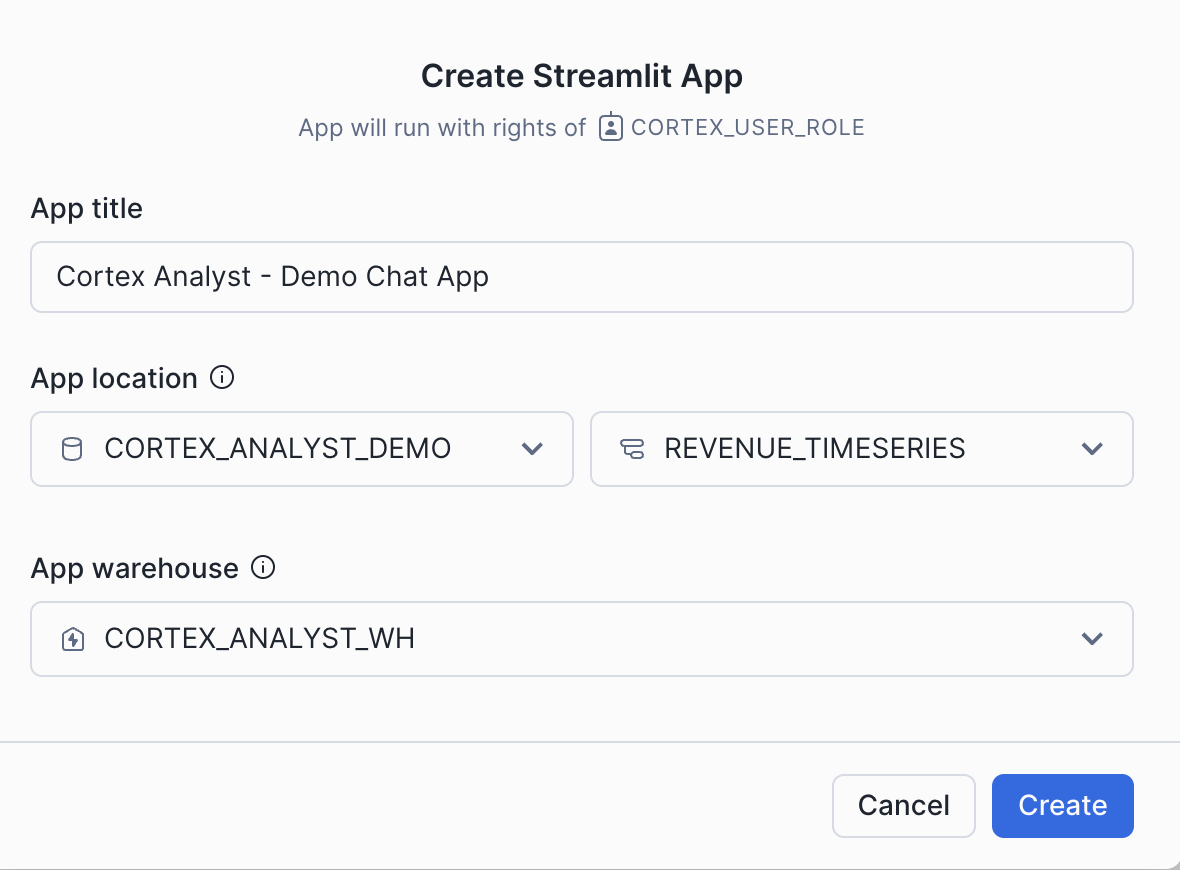 Create Streamlit App
App will run with rights of CORTEX_USER_ROLE
App title
Cortex Analyst - Demo Chat App
App location
CORTEX_ANALYST_DEMO REVENUE_TIMESERIES
App warehouse
CORTEX_ANALYST_WH
Cancel Create